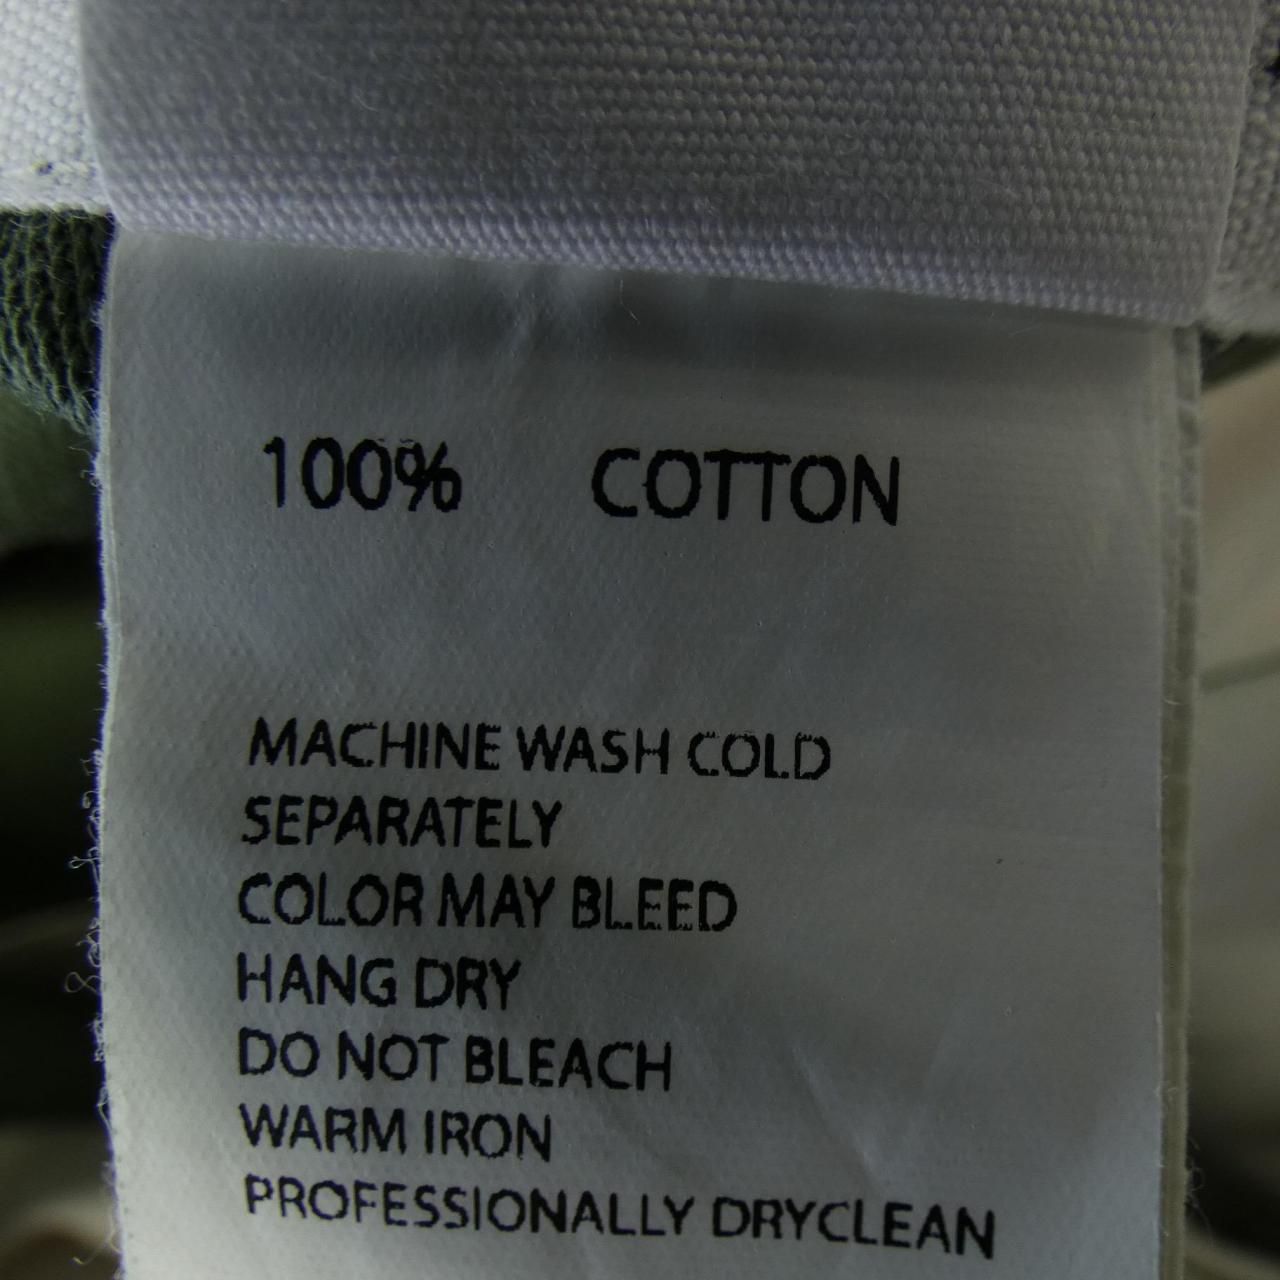 100% COTTON
MACHINE WASH COLD
SEPARATELY
COLOR MAY BLEED
HANG DRY
DO NOT BLEACH
WARM IRON
PROFESSIONALLY DRYCLEAN